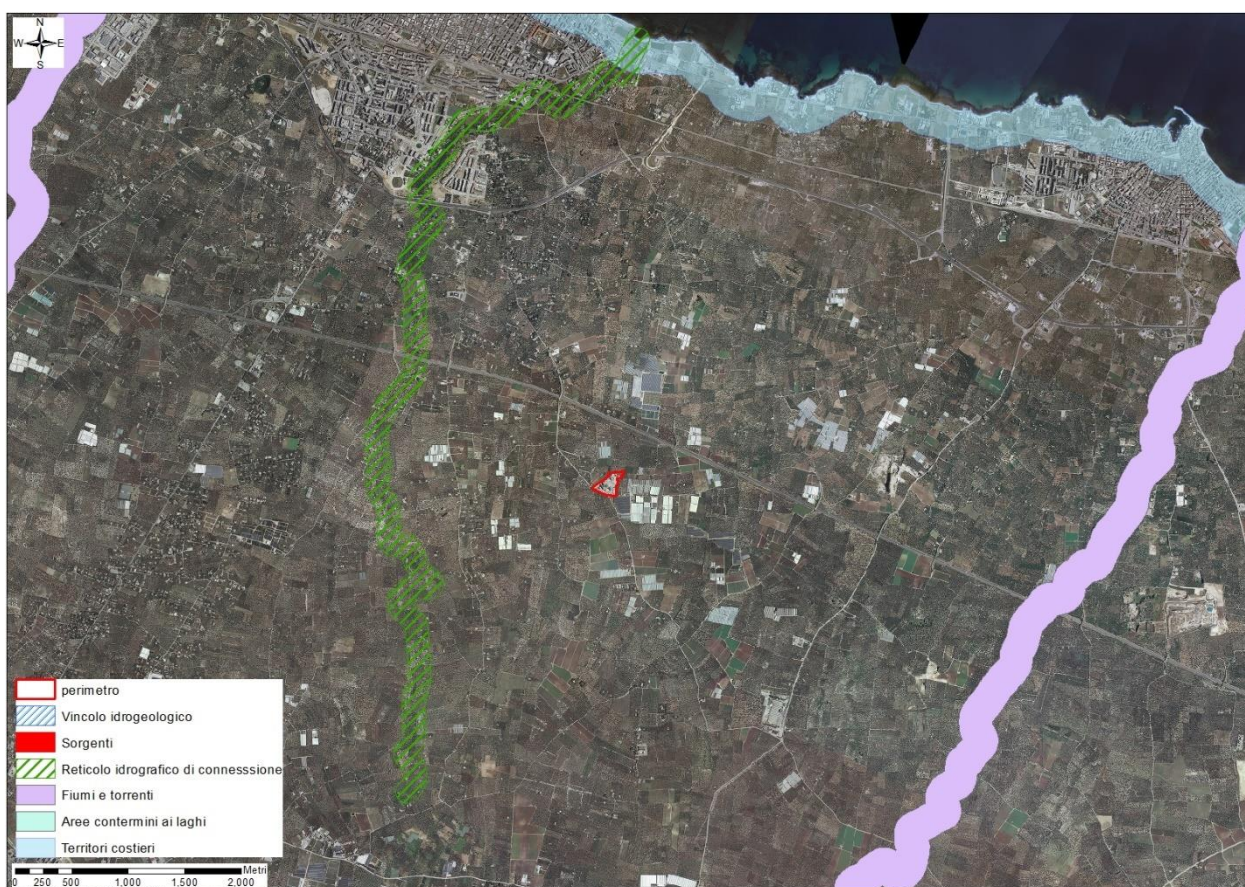 N
W E
S
perimetro
Vincolo idrogeologico
Sorgenti
Reticolo idrografico di connesssione
Fiumi e torrenti
Aree contermini ai laghi
Territori costieri
Metri
0 250 500 1,000 1,500 2,000